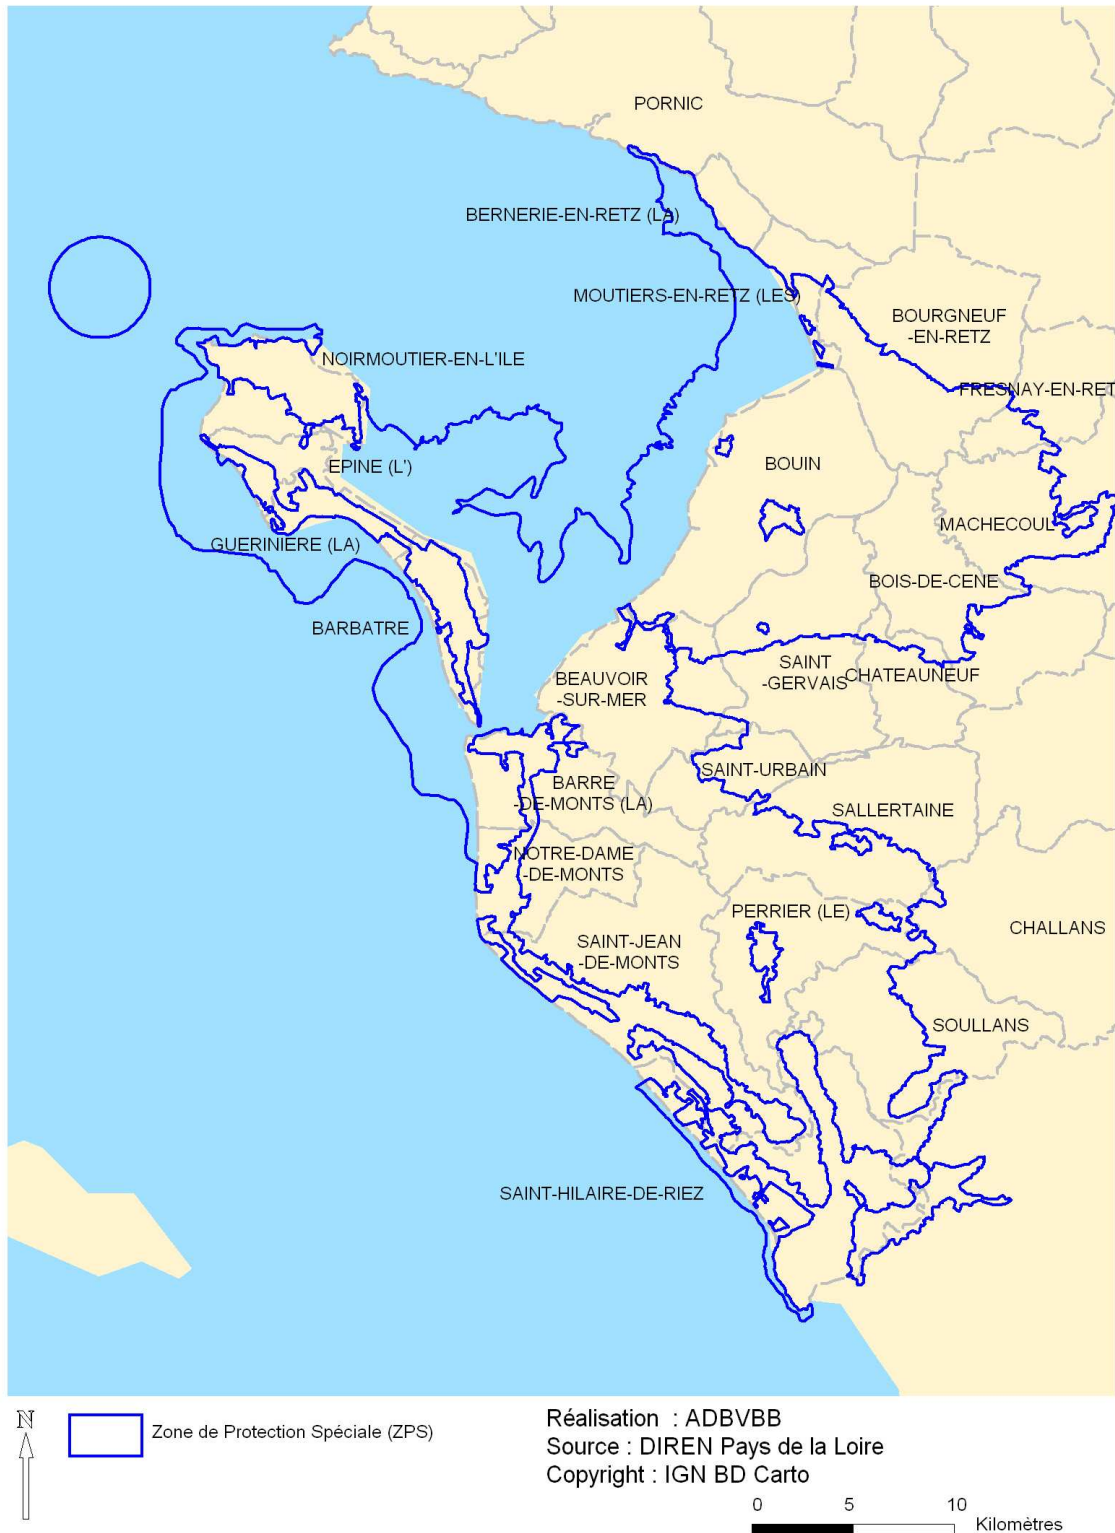 PORNIC
BERNERIE-EN-RETZ (LA)
MOUTIERS-EN-RETZ (LES)
BOURGNEUF
-EN-RETZ
NOIRMOUTIER-EN-L'ILE
FRESNAY-EN-RET
EPINE (L')
BOUIN
MACHECOUL
GUERINIERE (LA)
BOIS-DE-CENE
BARBATRE
SAINT
-GERVAIS
CHATEAUNEUF
BEAUVOIR
-SUR-MER
SAINT-URBAIN
BARRE
-DE-MONTS (LA)
SALLERTAINE
NOTRE-DAME
-DE-MONTS
PERRIER (LE)
CHALLANS
SAINT-JEAN
-DE-MONTS
SOULLANS
SAINT-HILAIRE-DE-RIEZ
N
Zone de Protection Spéciale (ZPS)
Réalisation : ADBVBB
Source : DIREN Pays de la Loire
Copyright : IGN BD Carto
0 5 10
Kilométres